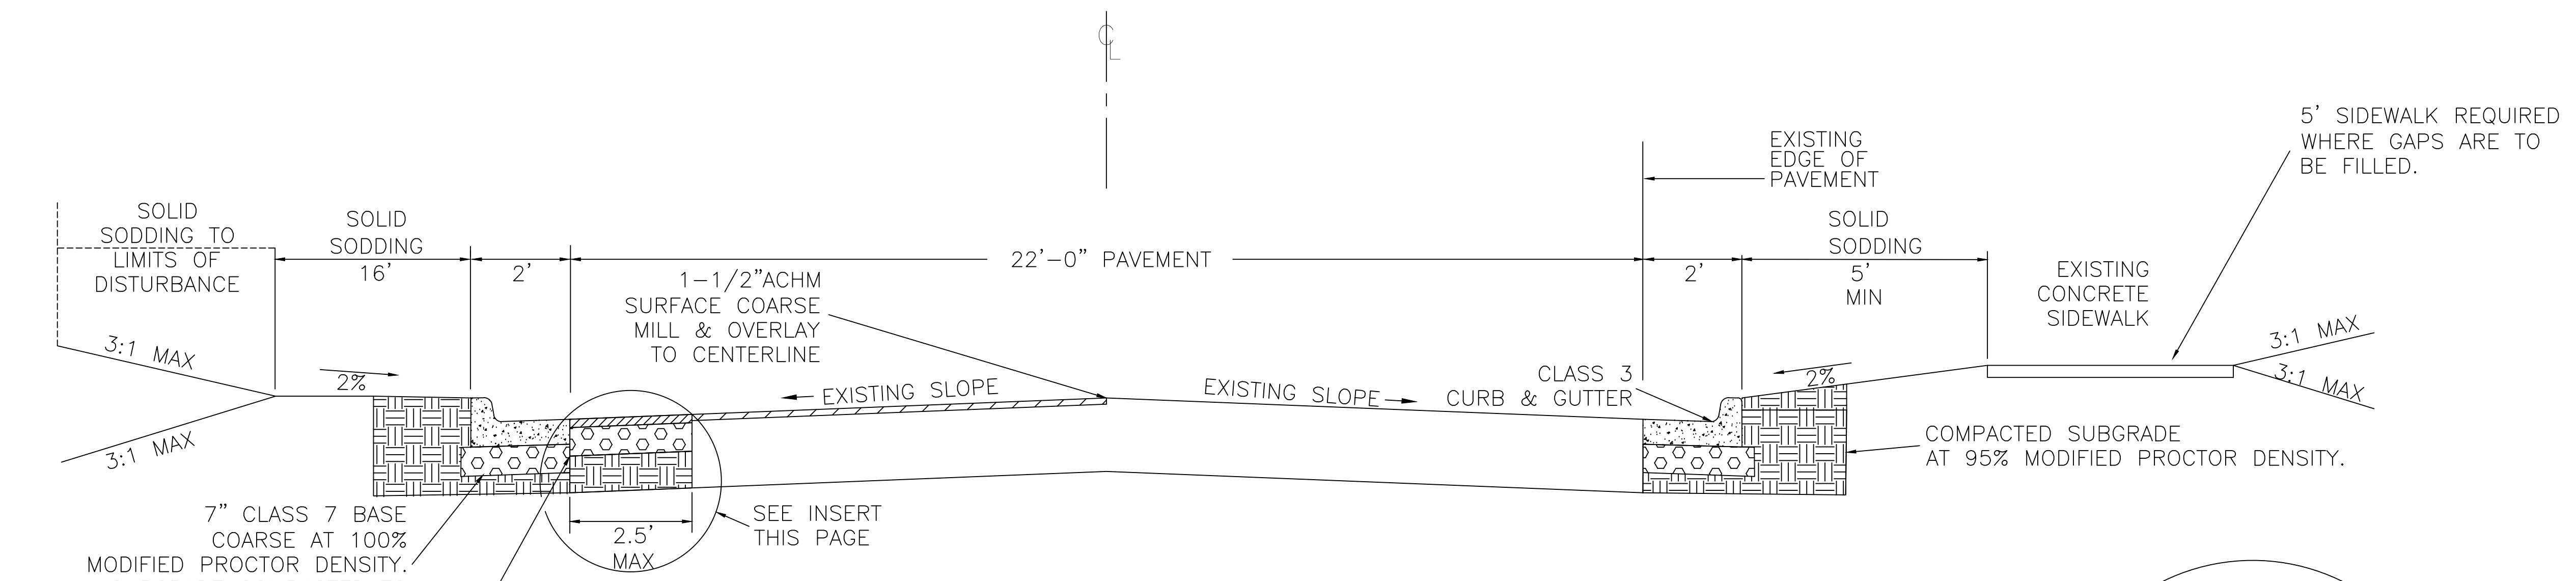 CL
5' SIDEWALK REQUIRED
WHERE GAPS ARE TO
BE FILLED.
EXISTING
EDGE OF
PAVEMENT
SOLID
SODDING TO
LIMITS OF
DISTURBANCE
SOLID
SODDING
16'
2'
22'-0" PAVEMENT
2'
SOLID
SODDING
5'
MIN
EXISTING
CONCRETE
SIDEWALK
1-1/2"ACHM
SURFACE COARSE
MILL & OVERLAY
TO CENTERLINE
3:1 MAX
3:1 MAX
2%
EXISTING SLOPE
EXISTING SLOPE
CLASS 3
CURB & GUTTER
2%
3:1 MAX
3:1 MAX
COMPACTED SUBGRADE
AT 95% MODIFIED PROCTOR DENSITY.
7" CLASS 7 BASE
COARSE AT 100%
MODIFIED PROCTOR DENSITY.
2.5'
MAX
SEE INSERT
THIS PAGE